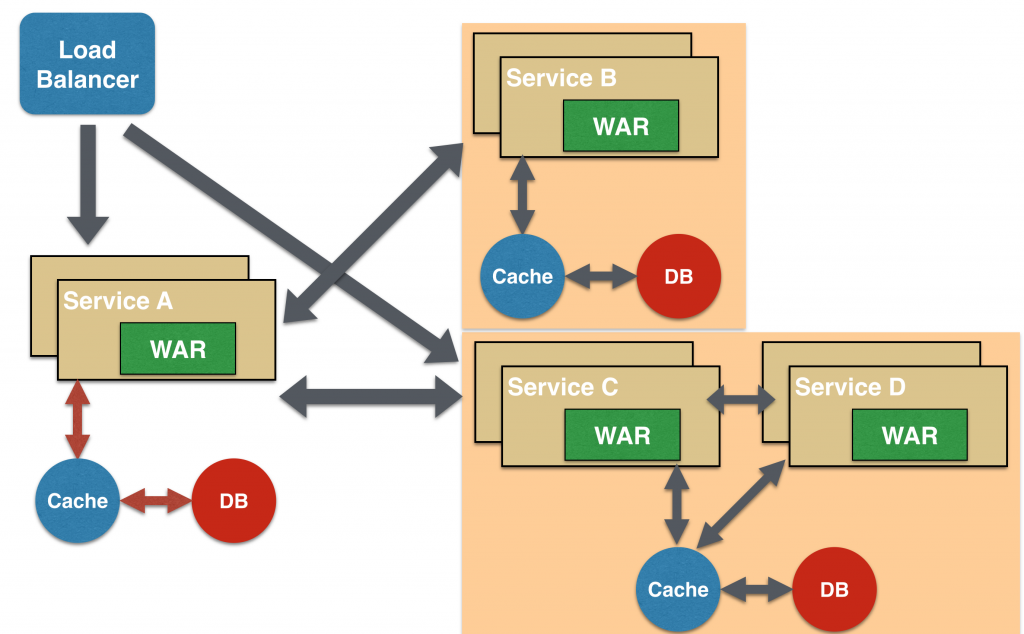 Load
Balancer
Service B
WAR
Cache
DB
Service A
WAR
Cache
DB
Service C
WAR
Service D
WAR
Cache
DB